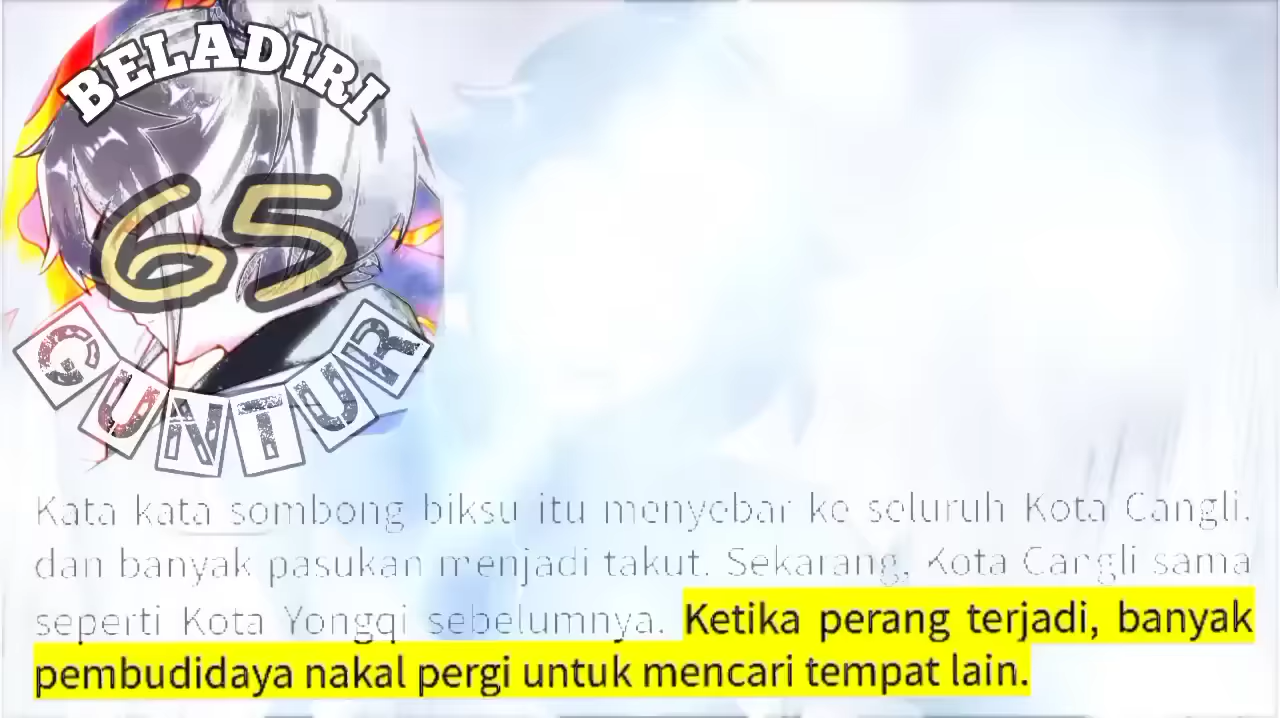 BELADIRI
65
GUNTUR
Kata kata sombong biksu itu menyebar ke seluruh Kota Cangli,
dan banyak pasukan menjadi takut. Sekarang, Kota Cangli sama
seperti Kota Yongqi sebelumnya. Ketika perang terjadi, banyak
pembudidaya nakal pergi untuk mencari tempat lain.